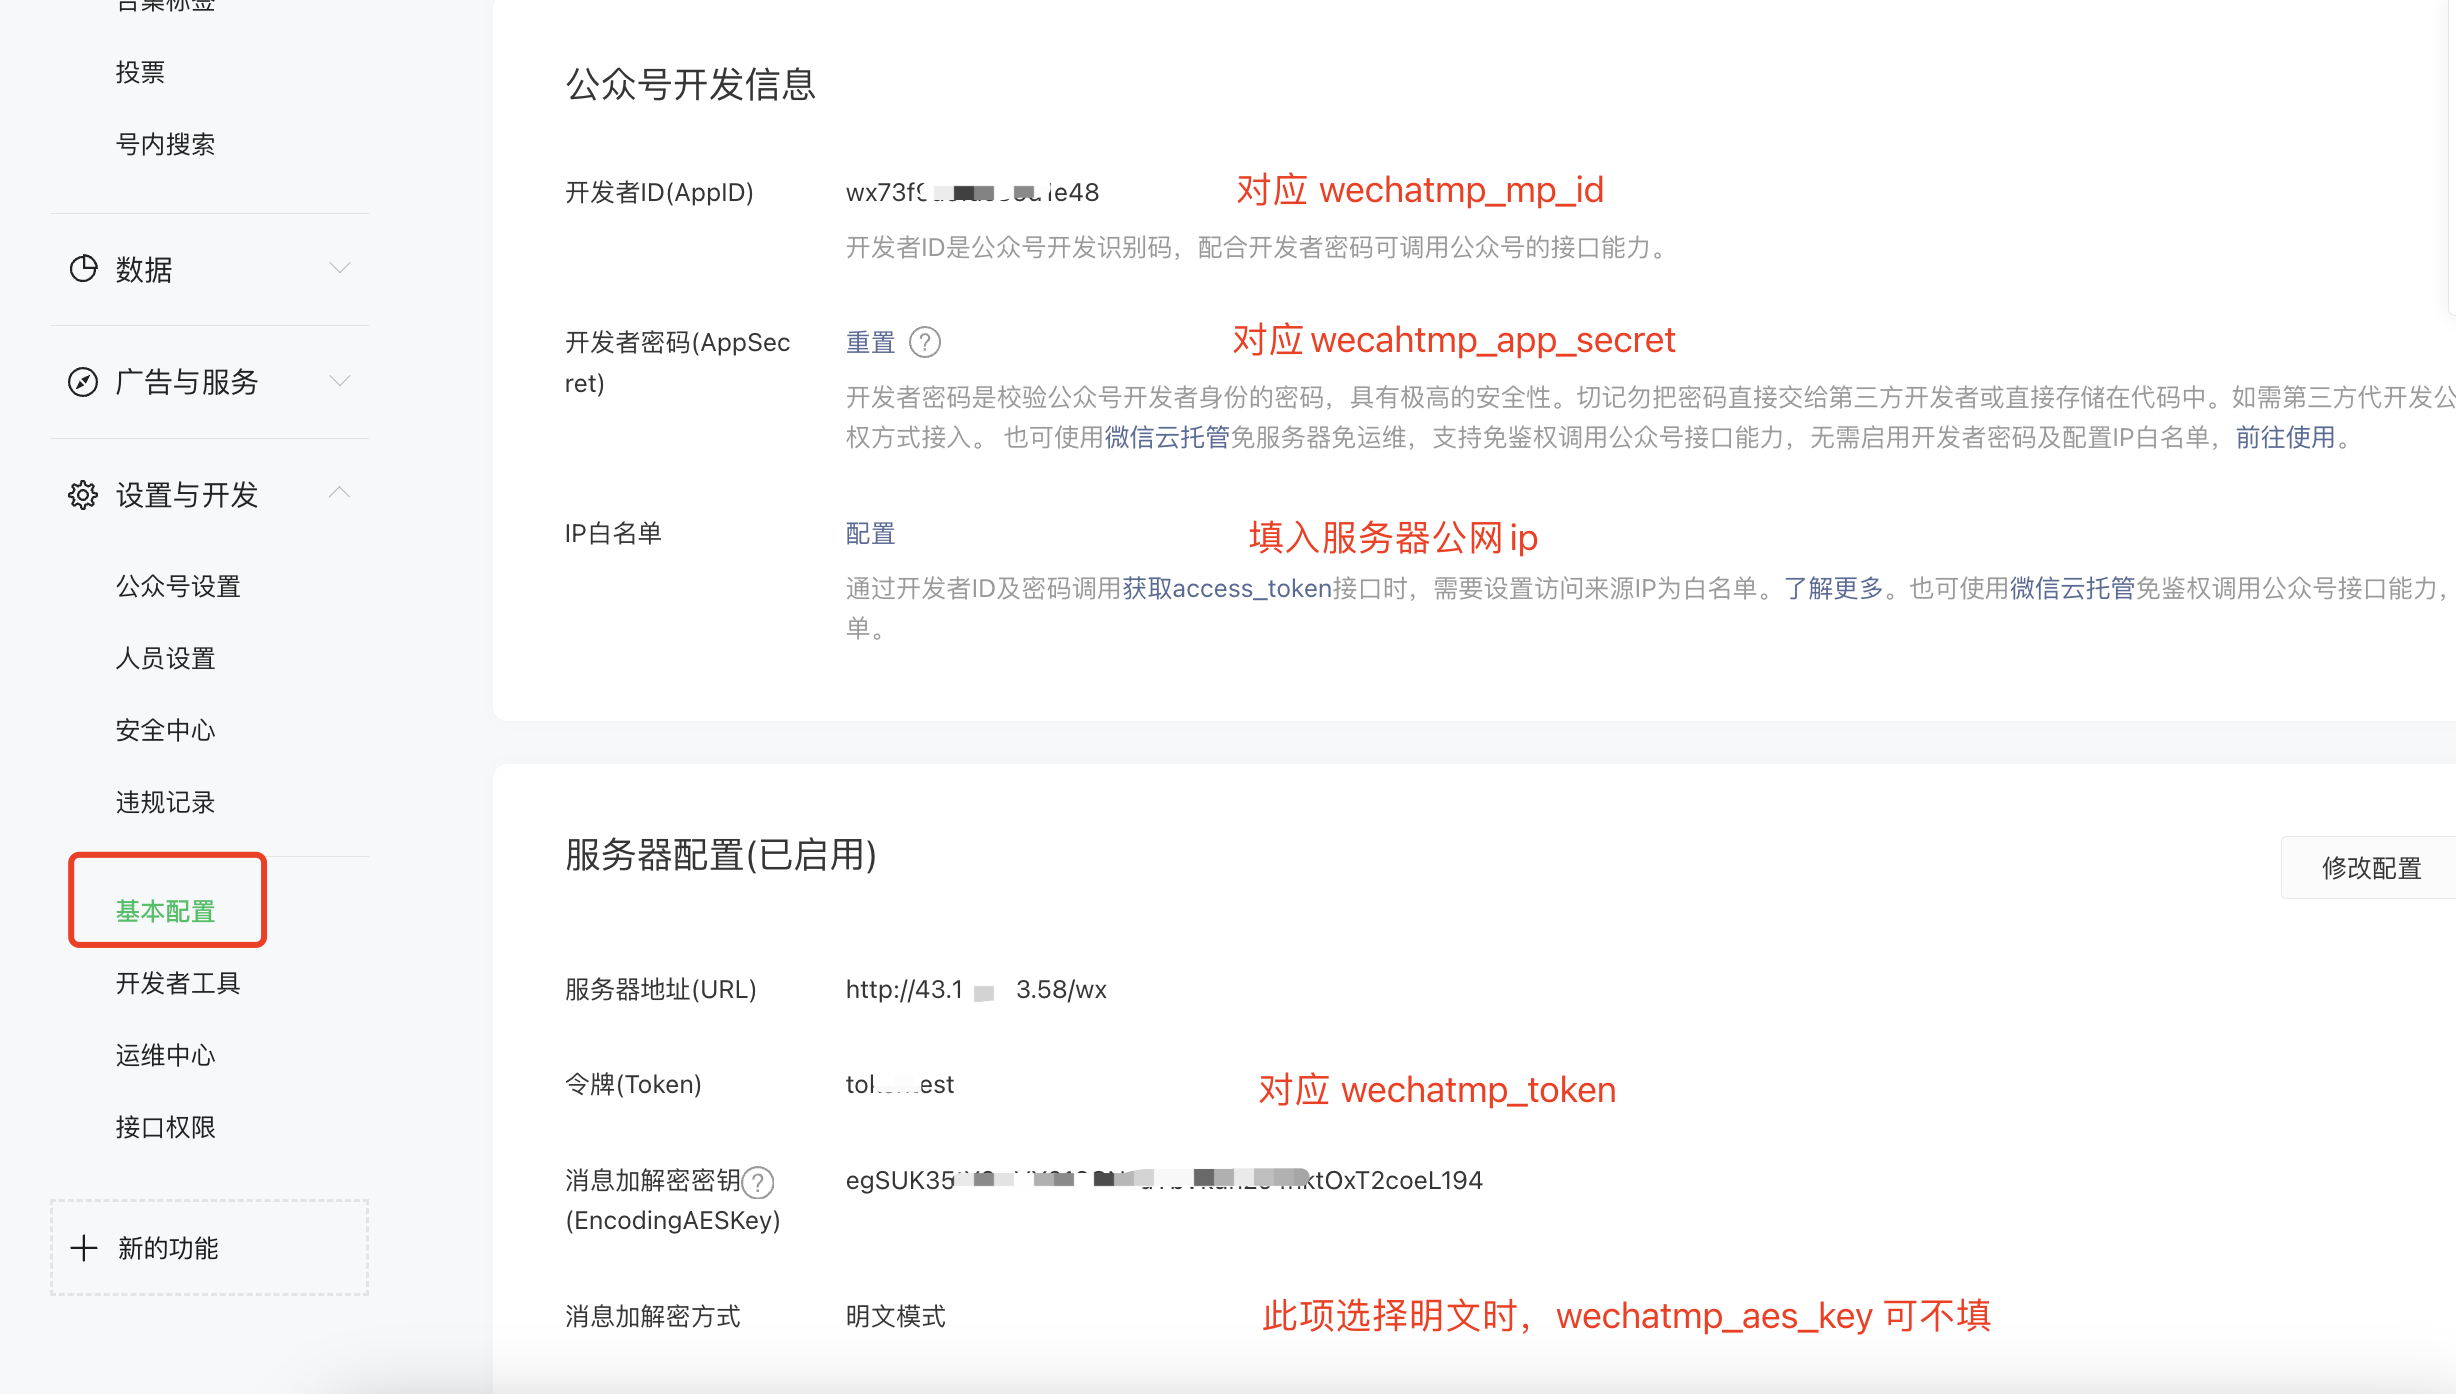 合集标签
投票
号内搜索
数据
广告与服务
设置与开发
公众号设置
人员设置
安全中心
违规记录
基本配置
开发者工具
运维中心
接口权限
新的功能
公众号开发信息
开发者ID(AppID) wx73f9 1e48 对应 wechatmp_mp_id
开发者ID是公众号开发识别码，配合开发者密码可调用公众号的接口能力。
开发者密码(AppSec 重置 ? 对应 wecahtmp_app_secret
ret)
开发者密码是校验公众号开发者身份的密码，具有极高的安全性。切记勿把密码直接交给第三方开发者或直接存储在代码中。如需第三方代开发公
权方式接入。 也可使用微信云托管免服务器免运维，支持免鉴权调用公众号接口能力，无需启用开发者密码及配置IP白名单，前往使用。
IP白名单 配置 填入服务器公网ip
通过开发者ID及密码调用获取access_token接口时，需要设置访问来源IP为白名单。了解更多。也可使用微信云托管免鉴权调用公众号接口能力，
单。
服务器配置(已启用) 修改配置
服务器地址(URL) http://43.1 3.58/wx
令牌(Token) tok est 对应 wechatmp_token
消息加解密密钥 ? egSUK35 ktOxT2coeL194
(EncodingAESKey)
消息加解密方式 明文模式 此项选择明文时，wechatmp_aes_key 可不填